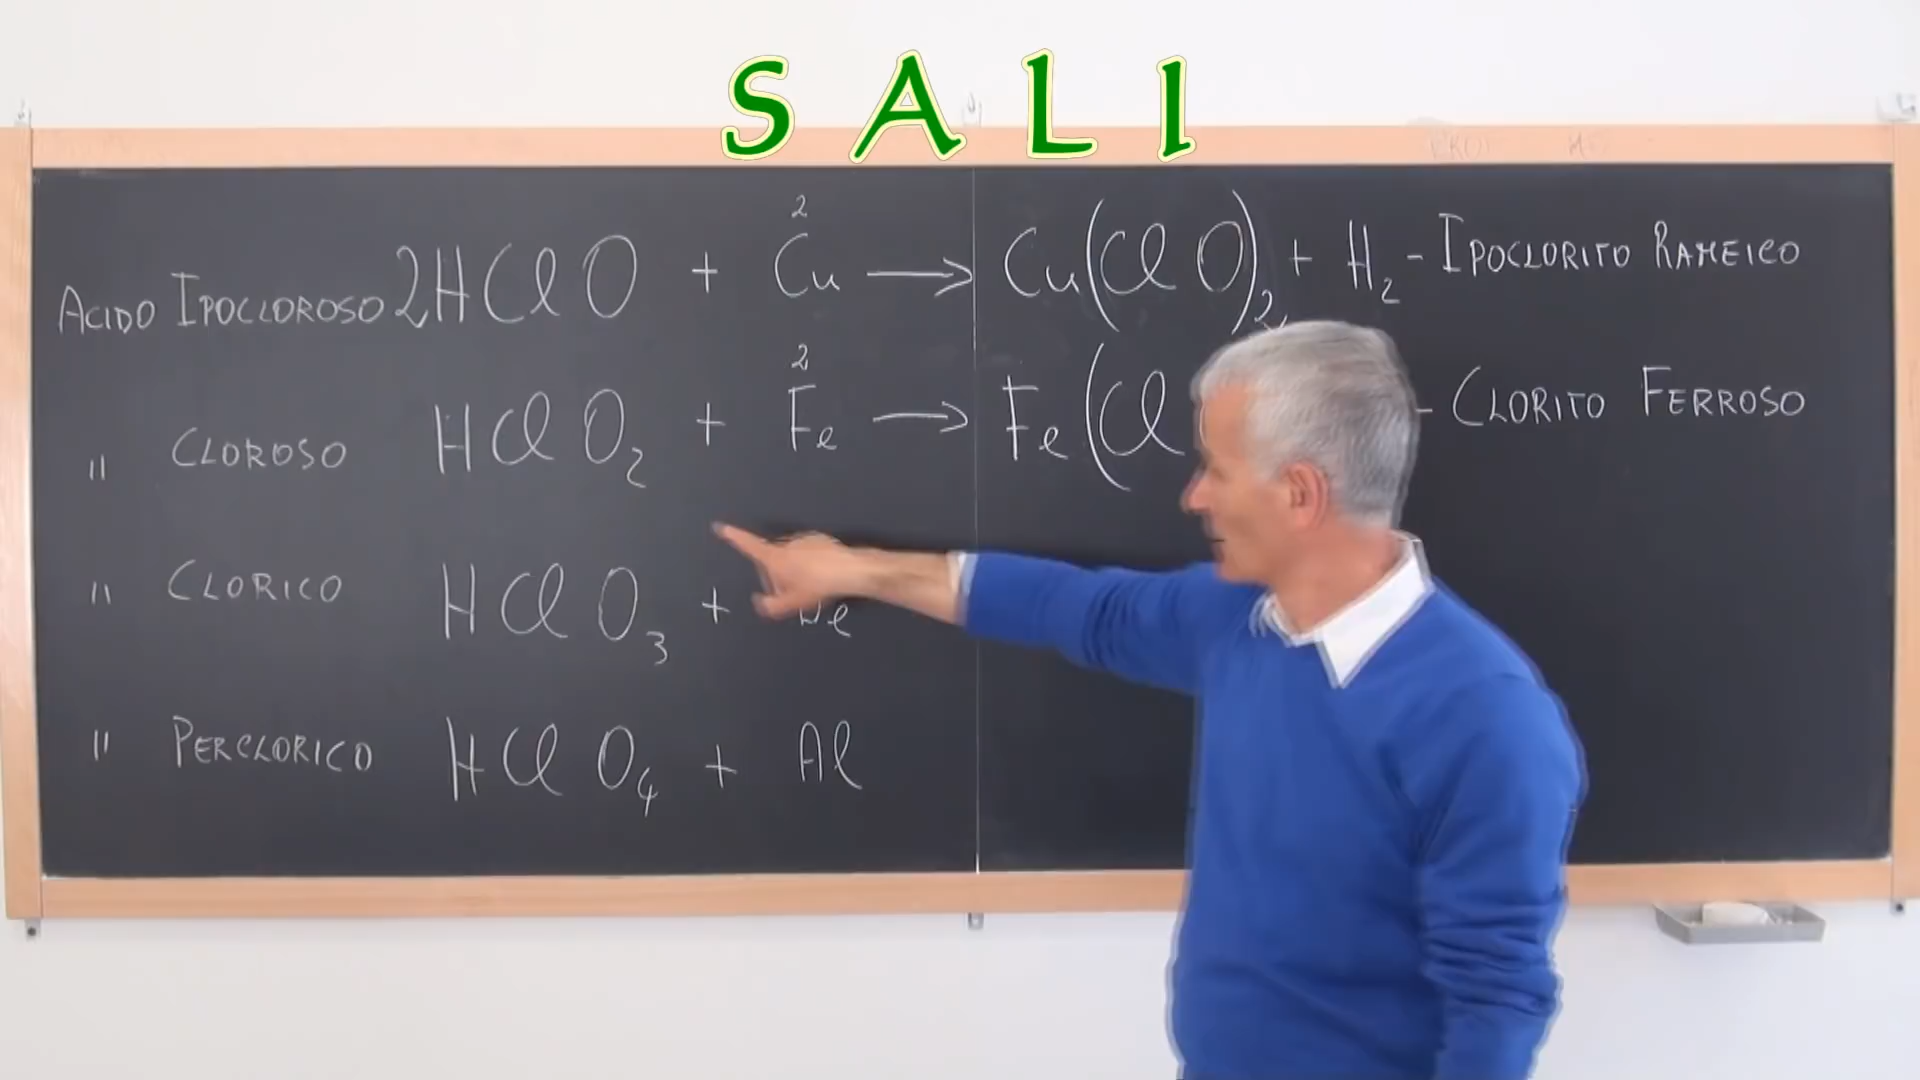 SALI
2
ACIDO IPOCLOROSO 2HClO + Cu → Cu(ClO)2 + H2 - IPOCLORITO RAMEICO
2
" CLOROSO HClO2 + Fe → Fe(Cl - CLORITO FERROSO
" CLORICO HClO3 +
" PERCLORICO HClO4 + Al